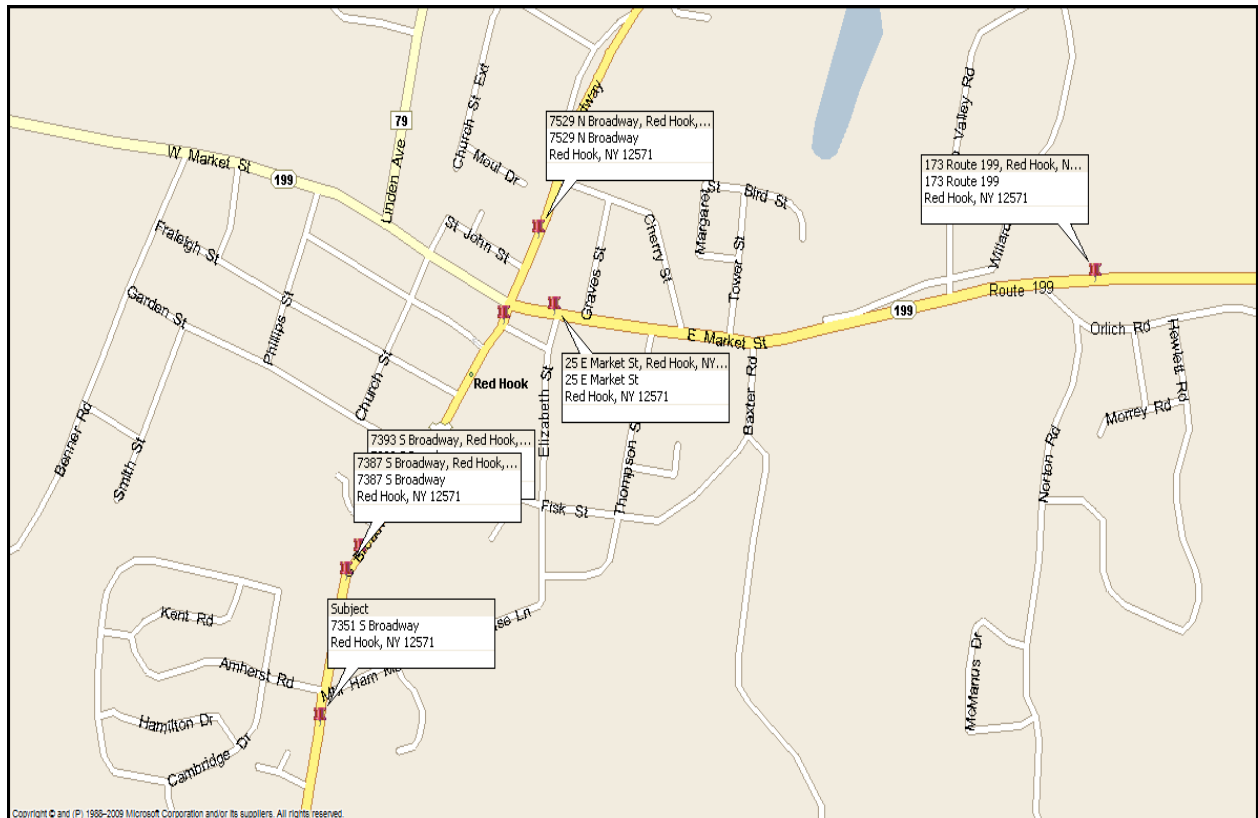 Church St Ext
Linden Ave
79
W Market St
199
Moul Dr
7529 N Broadway, Red Hook,...
7529 N Broadway
Red Hook, NY 12571
173 Route 199, Red Hook, N...
173 Route 199
Red Hook, NY 12571
Valley Rd
Willard
St John St
Fraleigh St
Garden St
Phillips St
Church St
Graves St
Cherry St
Margaret St
Bird St
Tower St
Route 199
199
Orlich Rd
Hewlett Rd
E Market St
25 E Market St, Red Hook, NY...
25 E Market St
Red Hook, NY 12571
Red Hook
Elizabeth St
Baxter Rd
Morrey Rd
Benner Rd
Smith St
7393 S Broadway, Red Hook,...
7387 S Broadway, Red Hook,...
7387 S Broadway
Red Hook, NY 12571
Thompson S
Fisk St
Norton Rd
Kent Rd
Subject
7351 S Broadway
Red Hook, NY 12571
se Ln
Amherst Rd
Ham
McManus Dr
Hamilton Dr
Cambridge Dr
Copyright © and (P) 1988–2009 Microsoft Corporation and/or its suppliers. All rights reserved.